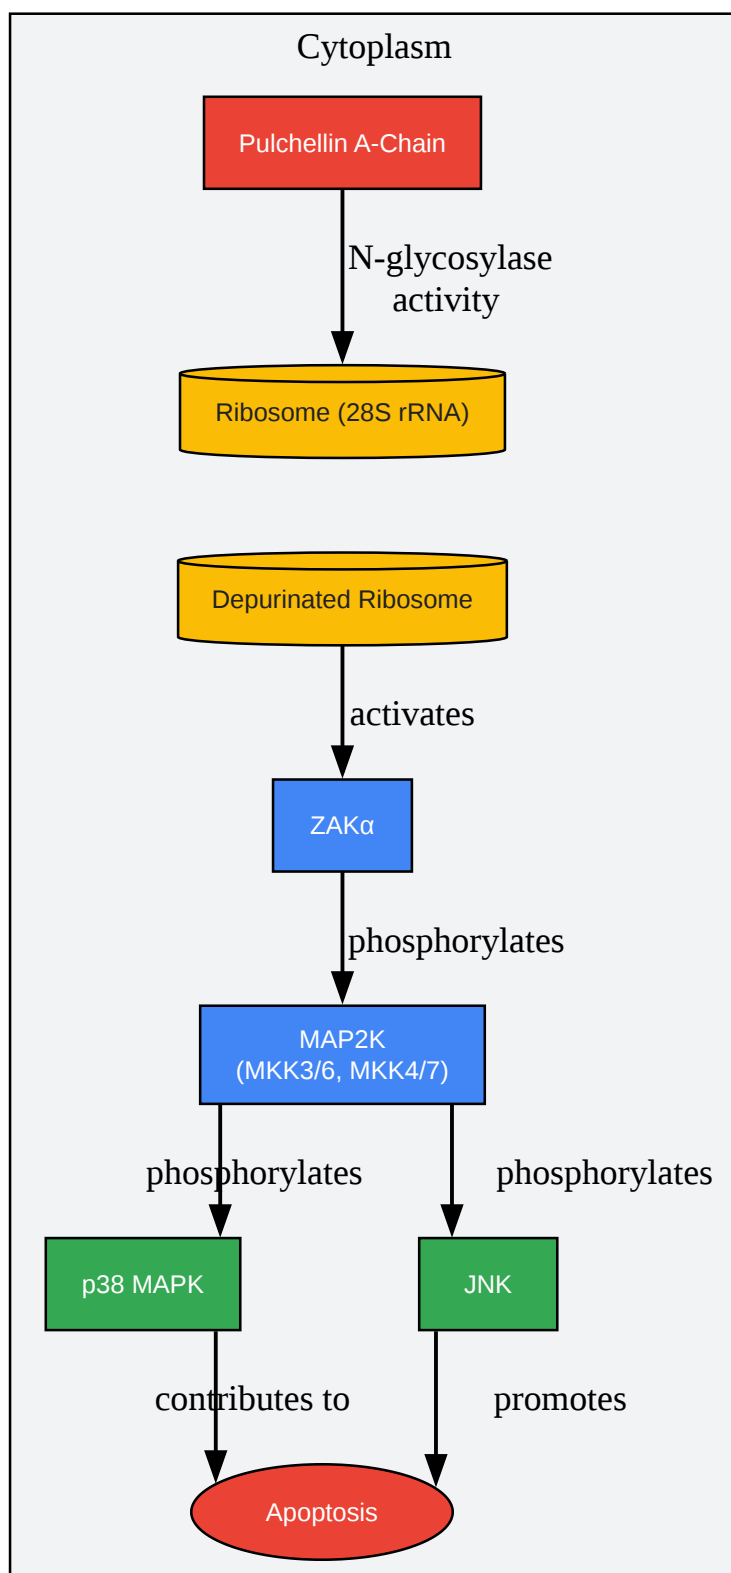 Cytoplasm
Pulchellin A-Chain
N-glycosylase
activity
Ribosome (28S rRNA)
Depurinated Ribosome
activates
ZAKα
phosphorylates
MAP2K
(MKK3/6, MKK4/7)
phosphorylates
phosphorylates
p38 MAPK
JNK
contributes to
promotes
Apoptosis